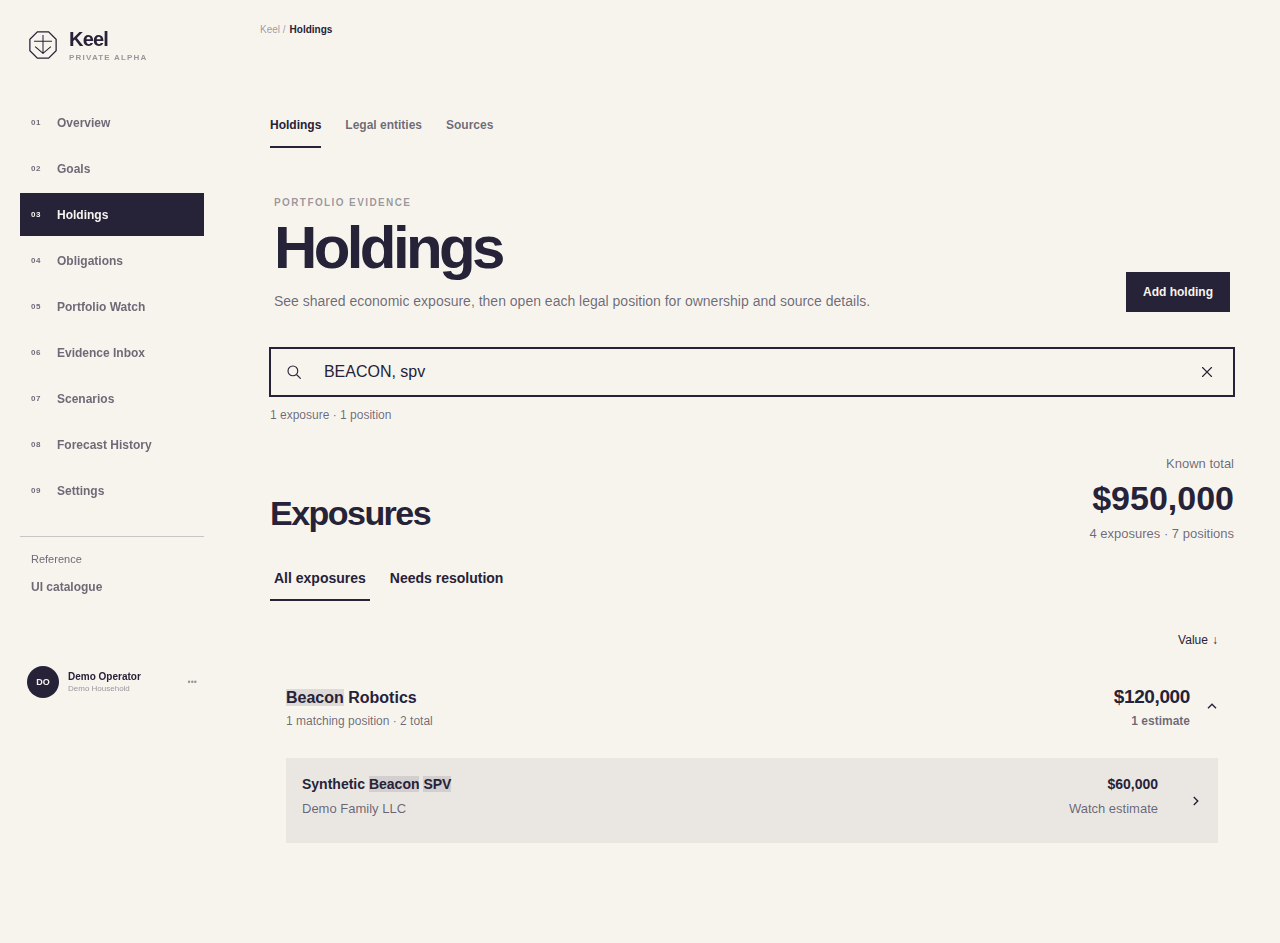 Keel
PRIVATE ALPHA
01 Overview
02 Goals
03 Holdings
04 Obligations
05 Portfolio Watch
06 Evidence Inbox
07 Scenarios
08 Forecast History
09 Settings
Reference
UI catalogue
DO Demo Operator
Demo Household
Keel / Holdings
Holdings Legal entities Sources
PORTFOLIO EVIDENCE
Holdings
See shared economic exposure, then open each legal position for ownership and source details.
Add holding
BEACON, spv
1 exposure · 1 position
Known total
Exposures $950,000
4 exposures · 7 positions
All exposures Needs resolution
Value ↓
Beacon Robotics $120,000
1 matching position · 2 total 1 estimate
Synthetic Beacon SPV $60,000
Demo Family LLC Watch estimate